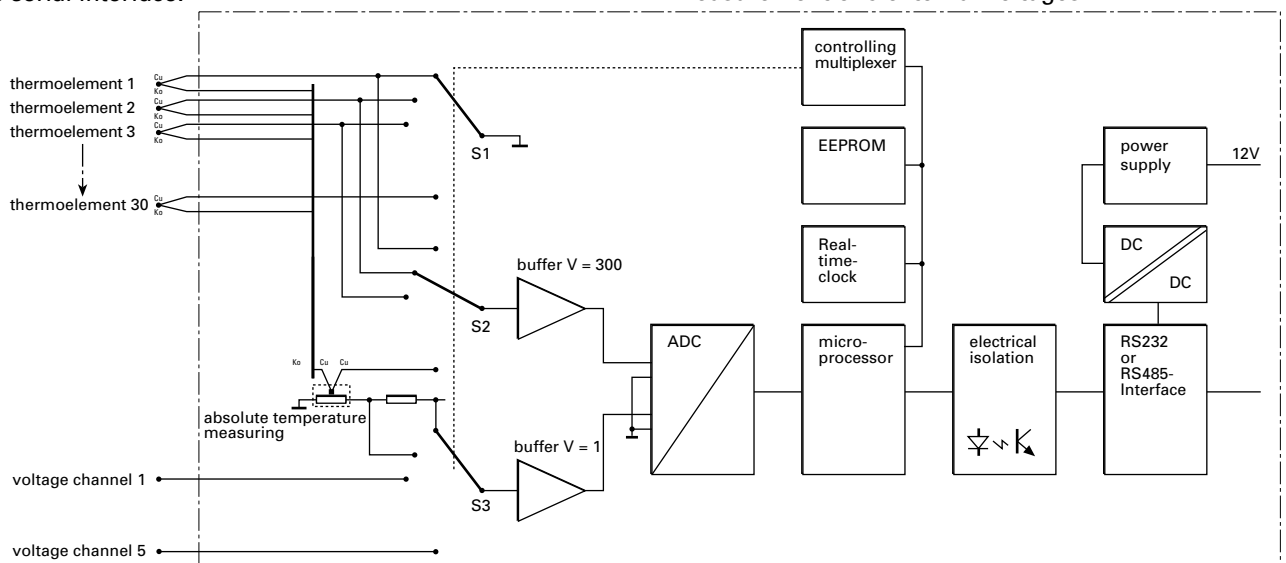 controlling
multiplexer
thermoelement 1
Cu
Ko
thermoelement 2
Cu
Ko
thermoelement 3
Cu
Ko
thermoelement 30
Cu
Ko
S1
EEPROM
power
supply
12V
Real-
time-
clock
DC
DC
buffer V = 300
S2
ADC
micro-
processor
electrical
isolation
RS232
or
RS485-
Interface
Ko
Cu
Cu
absolute temperature
measuring
buffer V = 1
S3
voltage channel 1
voltage channel 5